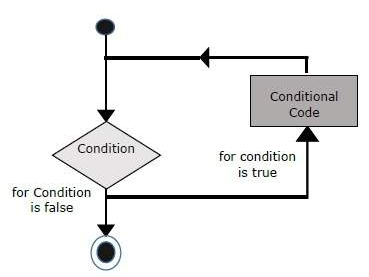 Conditional
Code
Condition
for condition
is true
for Condition
is false